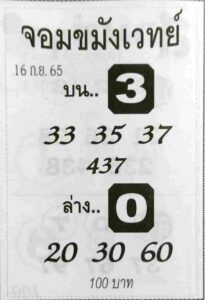 จอมขมังเวทย์
16 ก.ย. 65
บน.. 3
33 35 37
437
ล่าง.. 0
20 30 60
100 บาท